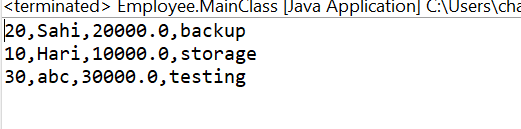 <terminated> Employee.MainClass [Java Application] C:\Users\cha
20,Sahi,20000.0,backup
10,Hari,10000.0,storage
30,abc,30000.0,testing